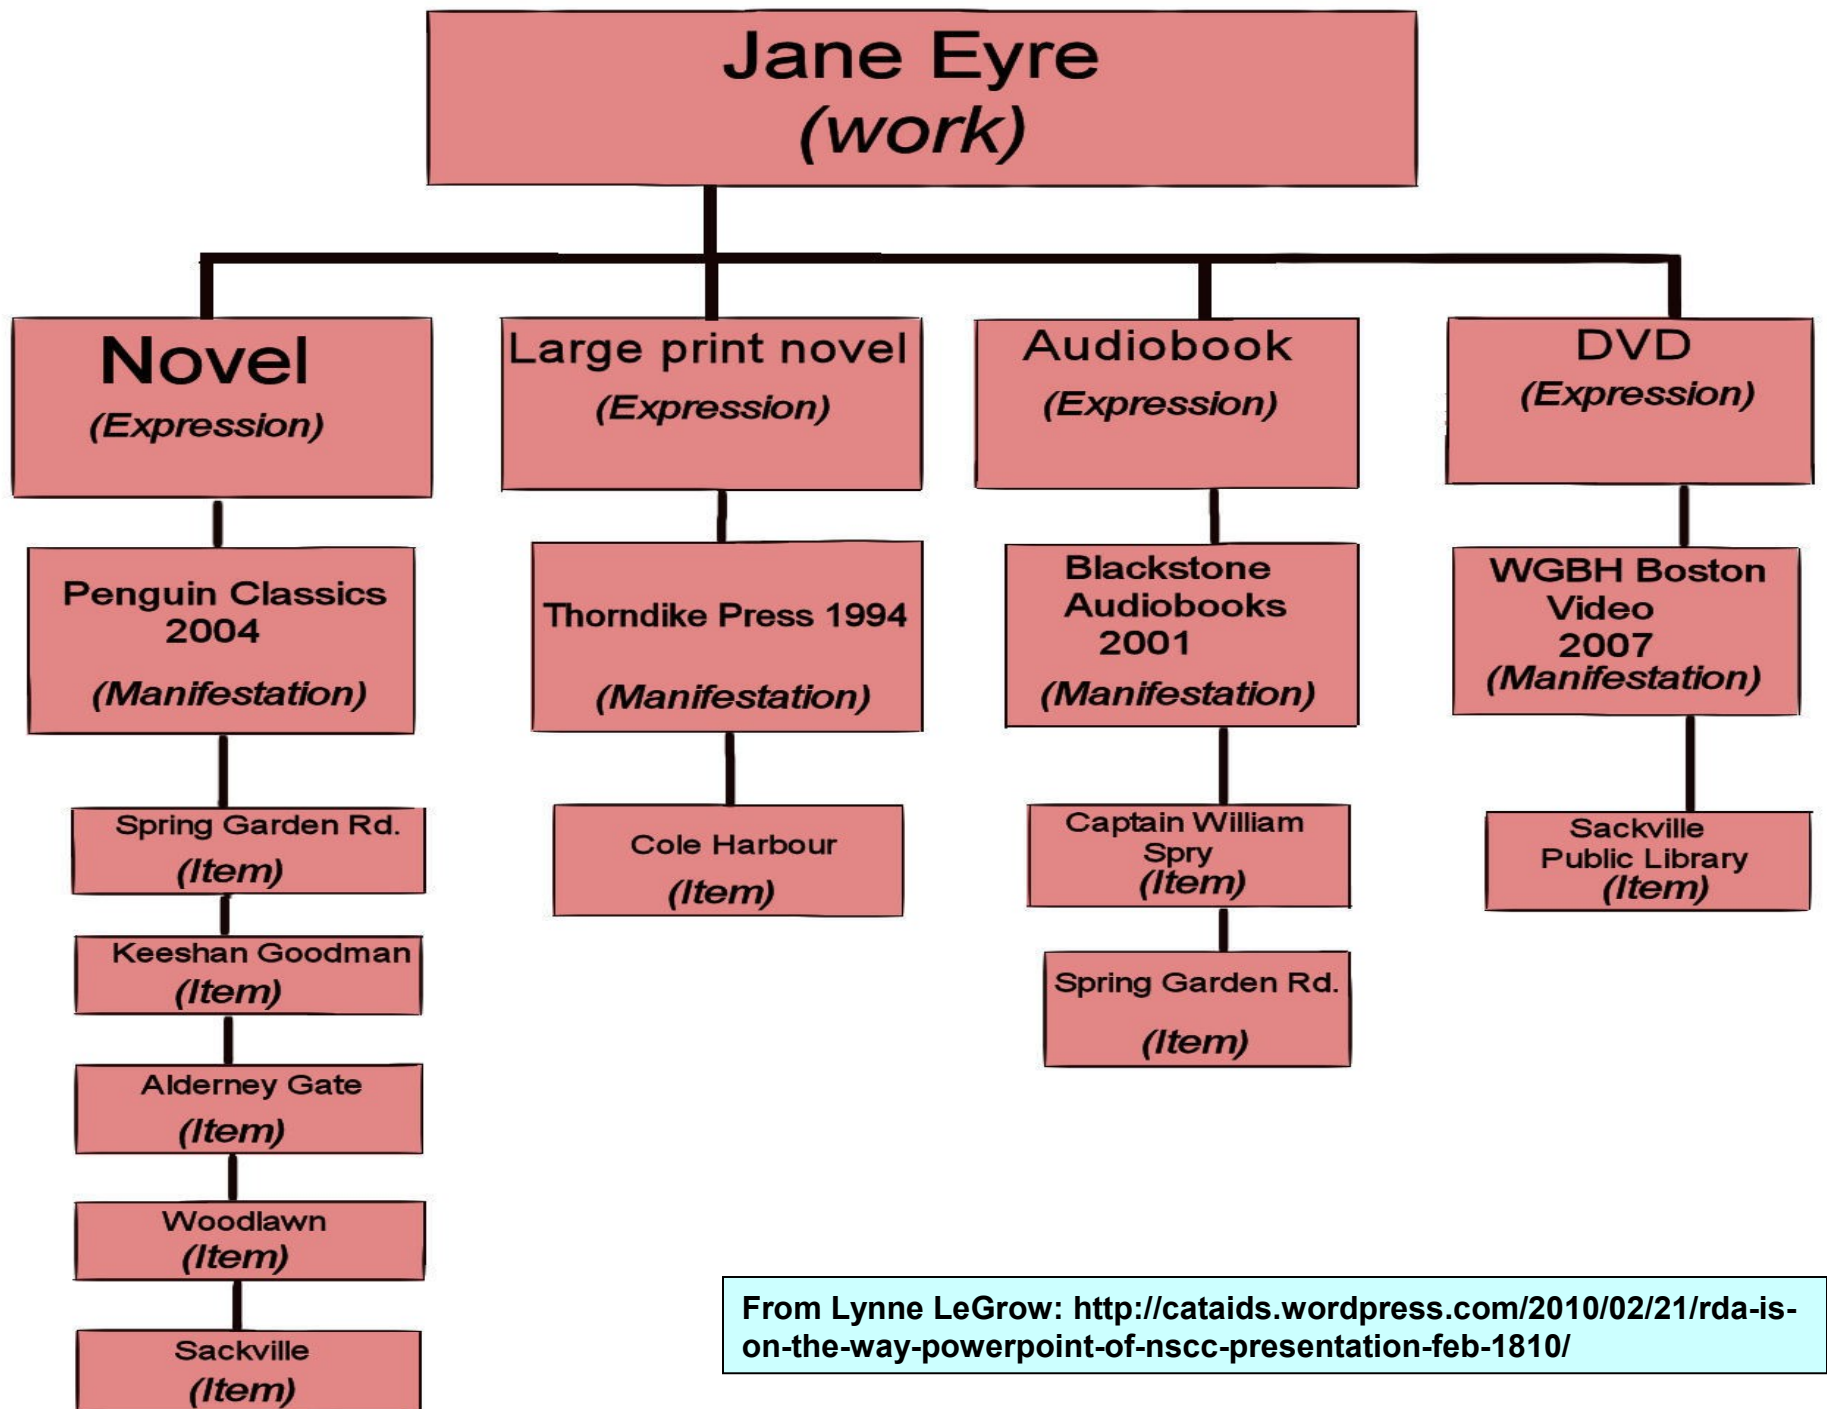 Jane Eyre
(work)
Novel
(Expression)
Penguin Classics
2004
(Manifestation)
Spring Garden Rd.
(Item)
Keeshan Goodman
(Item)
Alderney Gate
(Item)
Woodlawn
(Item)
Sackville
(Item)
Large print novel
(Expression)
Thorndike Press 1994
(Manifestation)
Cole Harbour
(Item)
Audiobook
(Expression)
Blackstone
Audiobooks
2001
(Manifestation)
Captain William
Spry
(Item)
Spring Garden Rd.
(Item)
DVD
(Expression)
WGBH Boston
Video
2007
(Manifestation)
Sackville
Public Library
(Item)
From Lynne LeGrow: http://cataids.wordpress.com/2010/02/21/rda-is-
on-the-way-powerpoint-of-nscc-presentation-feb-1810/